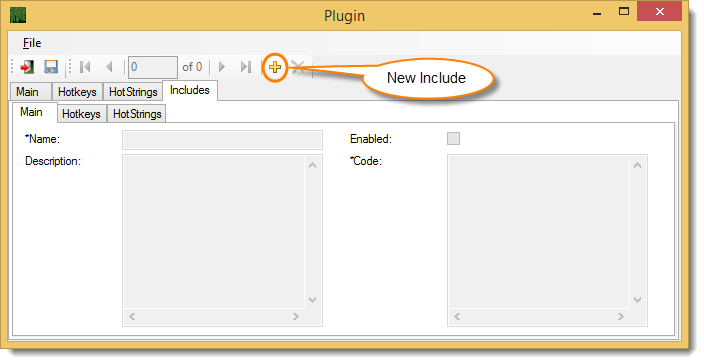 Plugin
File
0 of 0
New Include
Main Hotkeys HotStrings Includes
Main Hotkeys HotStrings
*Name: Enabled:
Description: *Code: